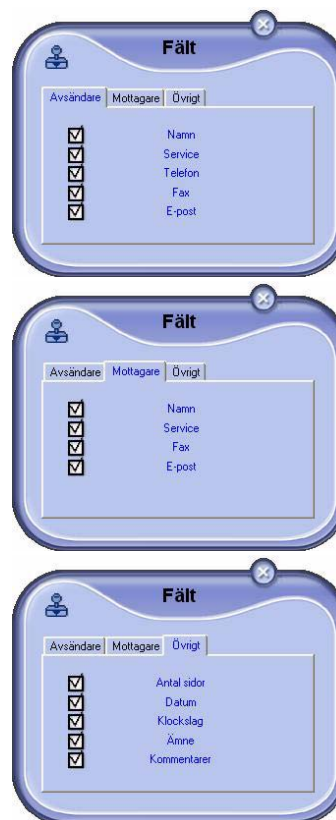 Fält
Avsändare Mottagare Övrigt
Namn
Service
Telefon
Fax
E-post
Fält
Avsändare Mottagare Övrigt
Namn
Service
Fax
E-post
Fält
Avsändare Mottagare Övrigt
Antal sidor
Datum
Klockslag
Ämne
Kommentarer